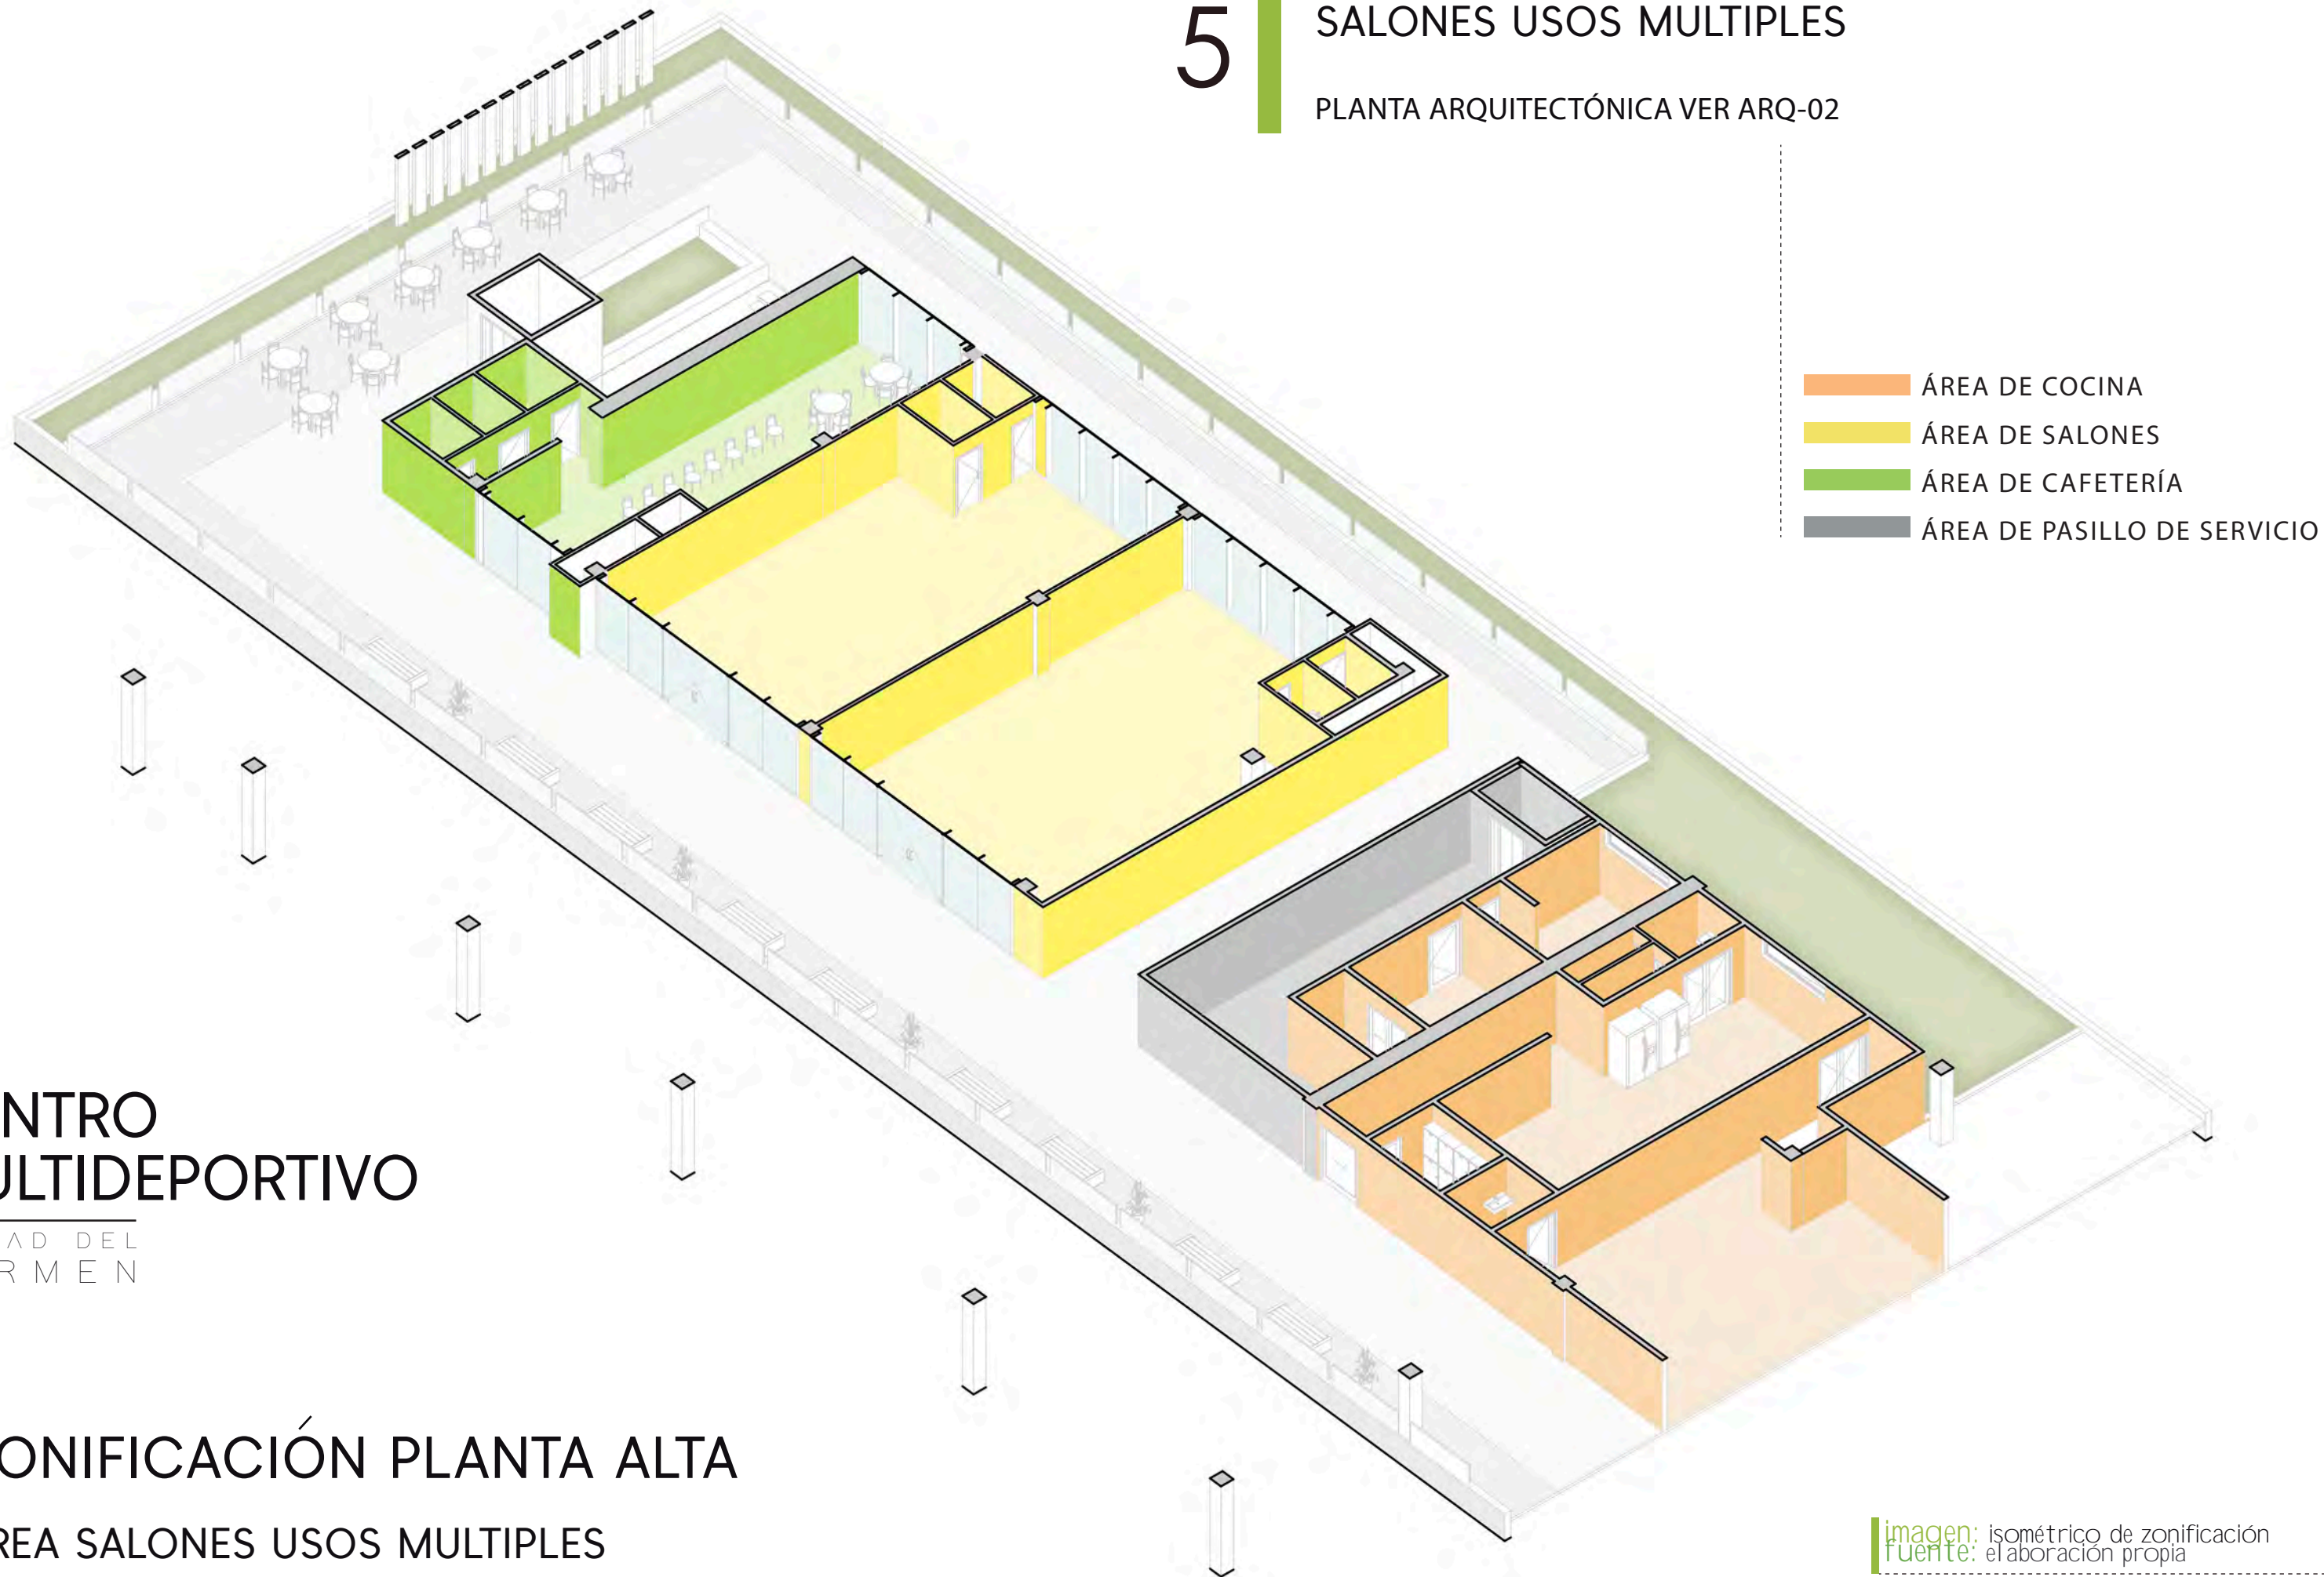 5
SALONES USOS MULTIPLES
PLANTA ARQUITECTÓNICA VER ARQ-02
ÁREA DE COCINA
ÁREA DE SALONES
ÁREA DE CAFETERÍA
ÁREA DE PASILLO DE SERVICIO
NTRO
ULTIDEPORTIVO
AD DEL
RMEN
ONIFICACIÓN PLANTA ALTA
REA SALONES USOS MULTIPLES
imagen: isométrico de zonificación
fuente: elaboración propia